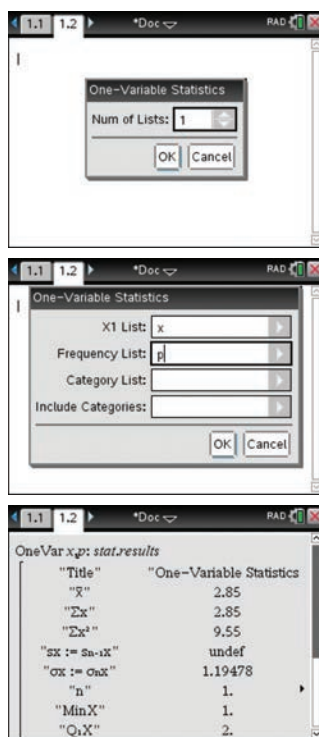 1.1 1.2 *Doc RAD
One-Variable Statistics
Num of Lists: 1
OK Cancel
1.1 1.2 *Doc RAD
One-Variable Statistics
X1 List: x
Frequency List: p
Category List:
Include Categories:
OK Cancel
1.1 1.2 *Doc RAD
OneVar x,p: stat.results
"Title" "One-Variable Statistics
"x̄" 2.85
"Σx" 2.85
"Σx²" 9.55
"sx := sn-1x" undef
"σx := σnx" 1.19478
"n" 1.
"MinX" 1.
"Q₁X" 2.